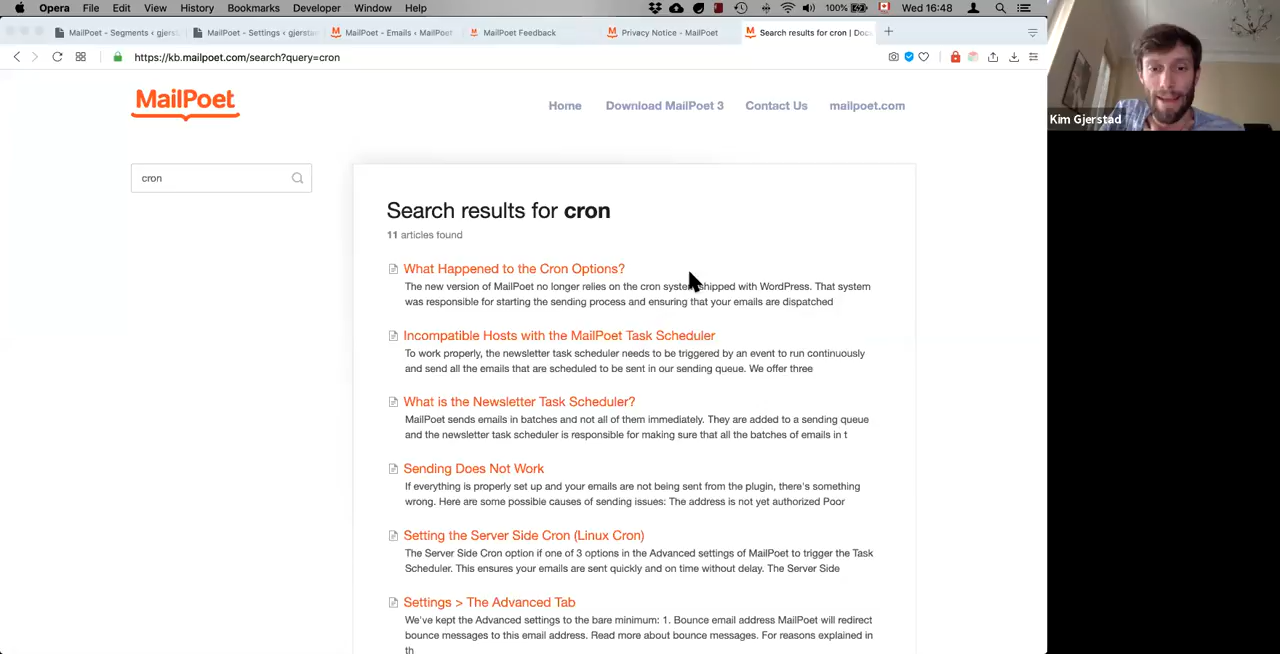 Opera File Edit View History Bookmarks Developer Window Help 100% Wed 16:48
MailPoet - Segments ‹ gjerst MailPoet - Settings ‹ gjersta MailPoet - Emails ‹ MailPoet MailPoet Feedback Privacy Notice - MailPoet Search results for cron | Doc
https://kb.mailpoet.com/search?query=cron
Kim Gjerstad
MailPoet
Home Download MailPoet 3 Contact Us mailpoet.com
cron
Search results for cron
11 articles found
What Happened to the Cron Options?
The new version of MailPoet no longer relies on the cron system shipped with WordPress. That system
was responsible for starting the sending process and ensuring that your emails are dispatched
Incompatible Hosts with the MailPoet Task Scheduler
To work properly, the newsletter task scheduler needs to be triggered by an event to run continuously
and send all the emails that are scheduled to be sent in our sending queue. We offer three
What is the Newsletter Task Scheduler?
MailPoet sends emails in batches and not all of them immediately. They are added to a sending queue
and the newsletter task scheduler is responsible for making sure that all the batches of emails in t
Sending Does Not Work
If everything is properly set up and your emails are not being sent from the plugin, there's something
wrong. Here are some possible causes of sending issues: The address is not yet authorized Poor
Setting the Server Side Cron (Linux Cron)
The Server Side Cron option if one of 3 options in the Advanced settings of MailPoet to trigger the Task
Scheduler. This ensures your emails are sent quickly and on time without delay. The Server Side
Settings > The Advanced Tab
We've kept the Advanced settings to the bare minimum: 1. Bounce email address MailPoet will redirect
bounce messages to this email address. Read more about bounce messages. For reasons explained in
th